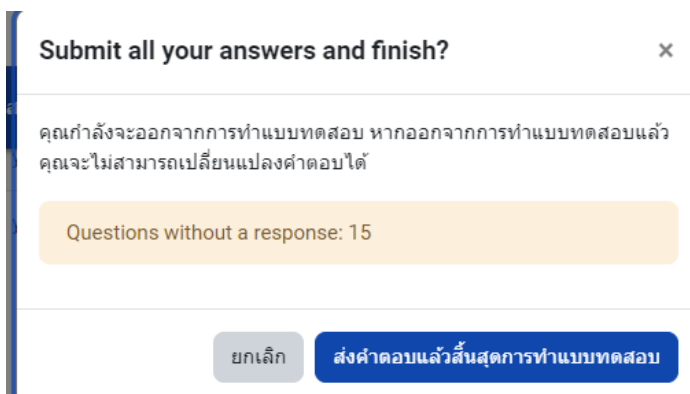 Submit all your answers and finish?
×
คุณกำลังจะออกจากการทำแบบทดสอบ หากออกจากการทำแบบทดสอบแล้ว
คุณจะไม่สามารถเปลี่ยนแปลงคำตอบได้
Questions without a response: 15
ยกเลิก ส่งคำตอบแล้วสิ้นสุดการทำแบบทดสอบ